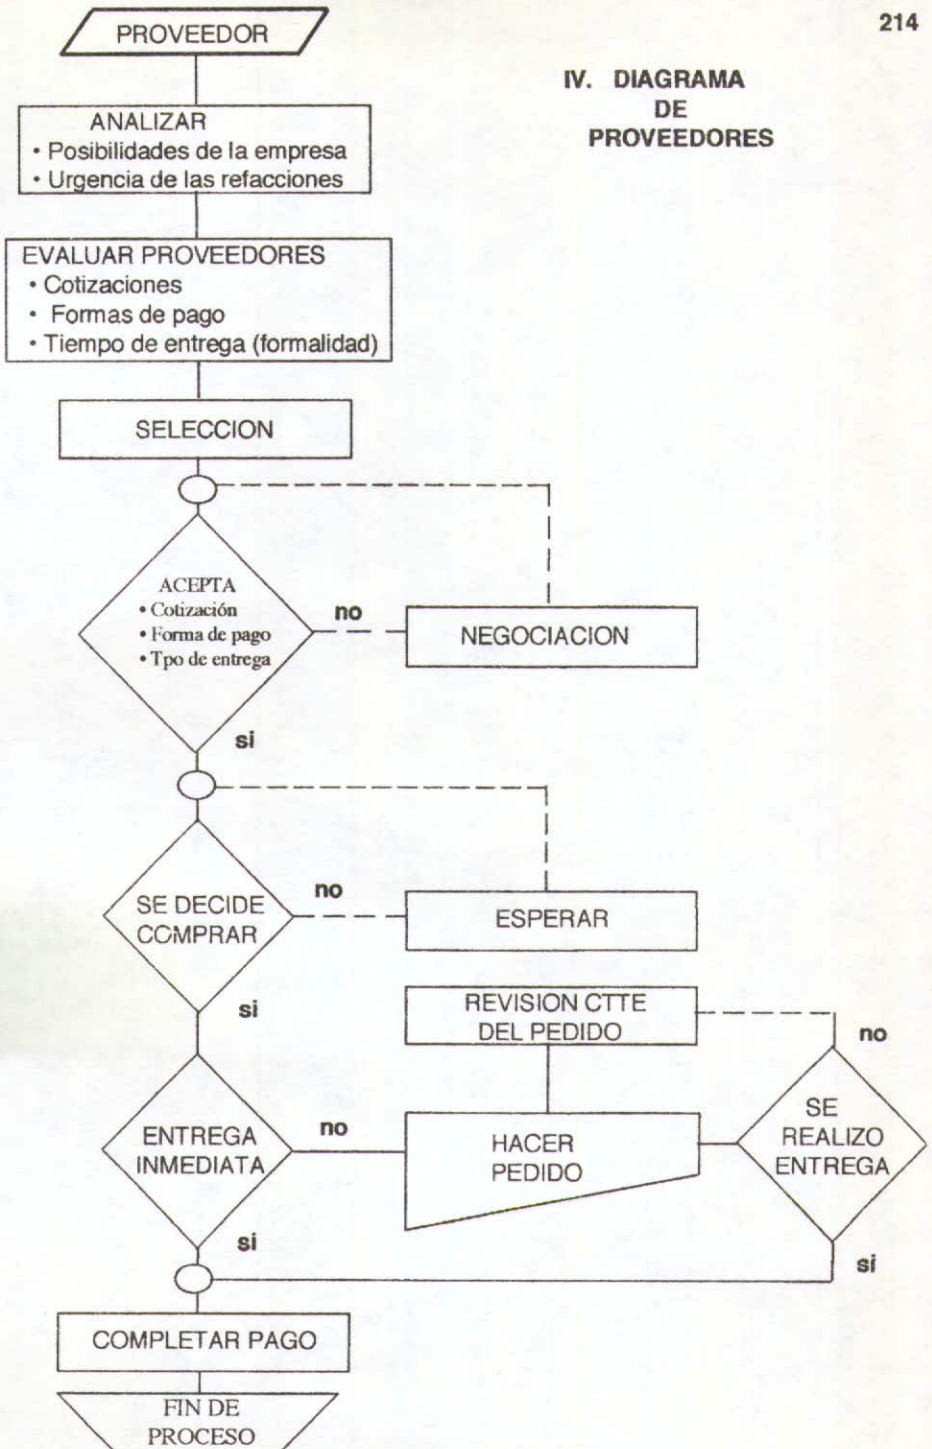 214
IV. DIAGRAMA
DE
PROVEEDORES
PROVEEDOR
ANALIZAR
• Posibilidades de la empresa
• Urgencia de las refacciones
EVALUAR PROVEEDORES
• Cotizaciones
• Formas de pago
• Tiempo de entrega (formalidad)
SELECCION
ACEPTA
• Cotización
• Forma de pago
• Tpo de entrega
no
NEGOCIACION
si
SE DECIDE
COMPRAR
no
ESPERAR
si
REVISION CTTE
DEL PEDIDO
no
ENTREGA
INMEDIATA
no
HACER
PEDIDO
SE
REALIZO
ENTREGA
si
si
COMPLETAR PAGO
FIN DE
PROCESO